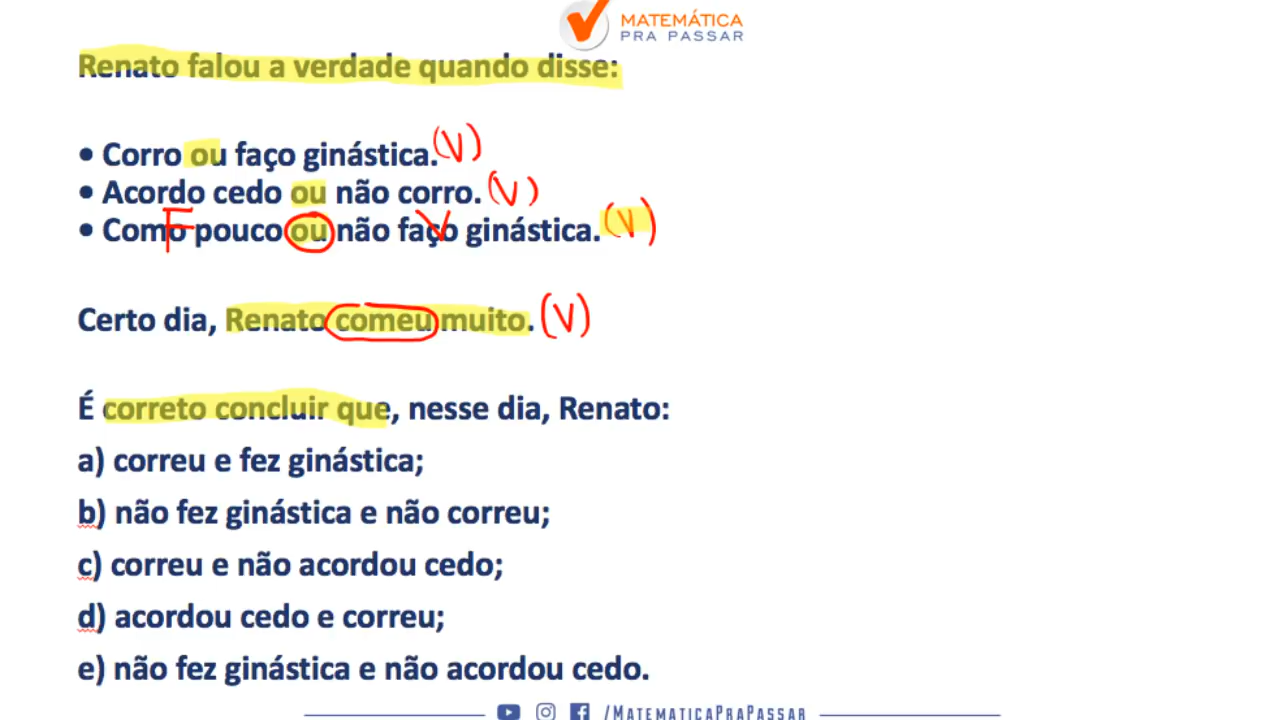 MATEMÁTICA
PRA PASSAR
Renato falou a verdade quando disse:
• Corro ou faço ginástica. (V)
• Acordo cedo ou não corro. (V)
F V
• Como pouco ou não faço ginástica. (V)
Certo dia, Renato comeu muito. (V)
É correto concluir que, nesse dia, Renato:
a) correu e fez ginástica;
b) não fez ginástica e não correu;
c) correu e não acordou cedo;
d) acordou cedo e correu;
e) não fez ginástica e não acordou cedo.
/MATEMATICAPRAPASSAR